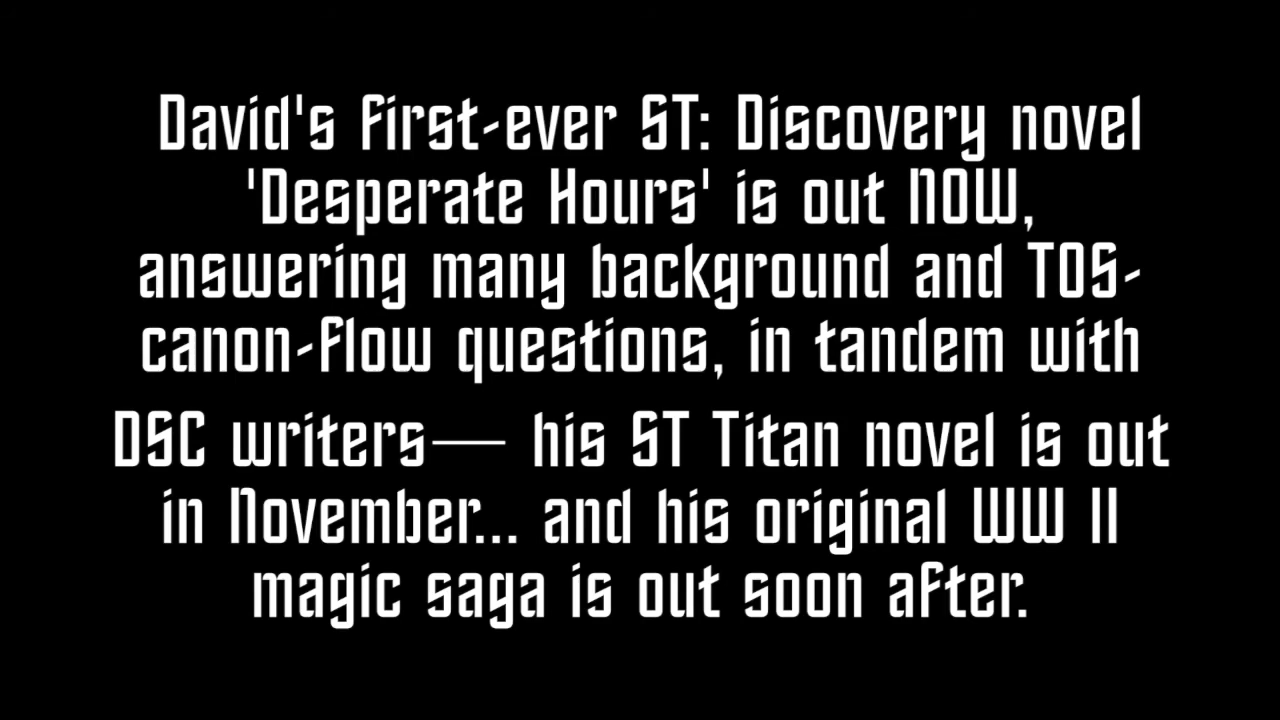 David's first-ever ST: Discovery novel
'Desperate Hours' is out NOW,
answering many background and TOS-
canon-flow questions, in tandem with
DSC writers— his ST Titan novel is out
in November... and his original WW II
magic saga is out soon after.